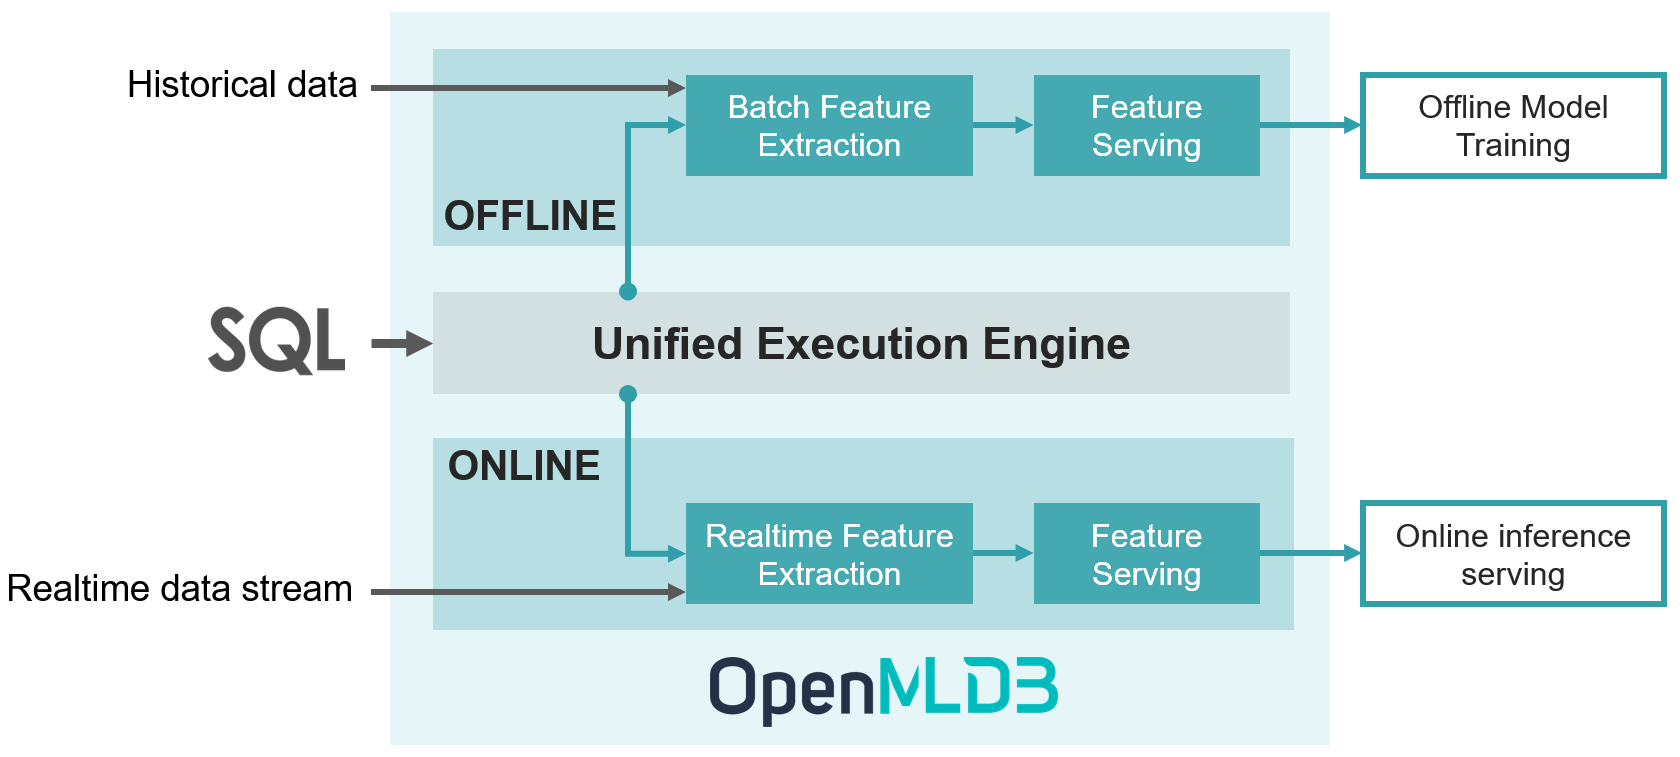 Historical data
Batch Feature
Extraction
Feature
Serving
Offline Model
Training
OFFLINE
SQL
Unified Execution Engine
ONLINE
Realtime Feature
Extraction
Feature
Serving
Online inference
serving
Realtime data stream
OpenMLDB